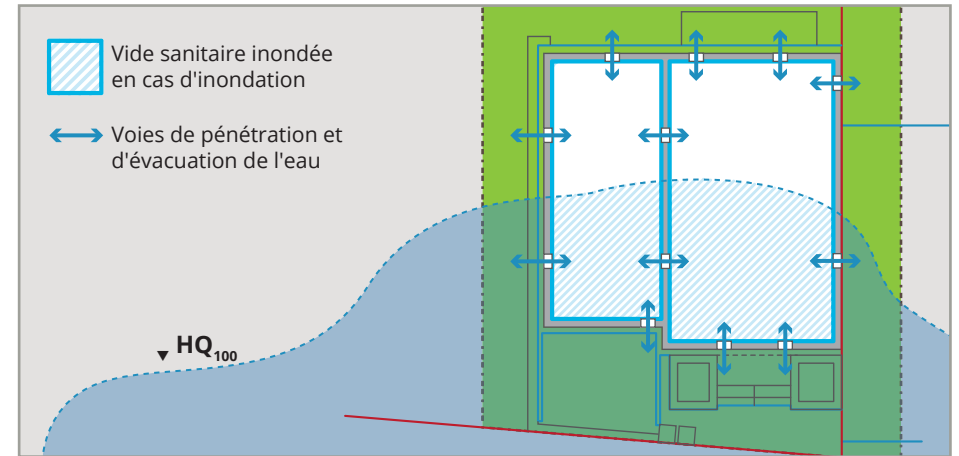 Vide sanitaire inondée
en cas d'inondation
Voies de pénétration et
d'évacuation de l'eau
HQ100